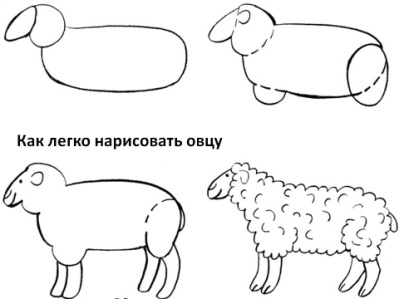 Как легко нарисовать овцу